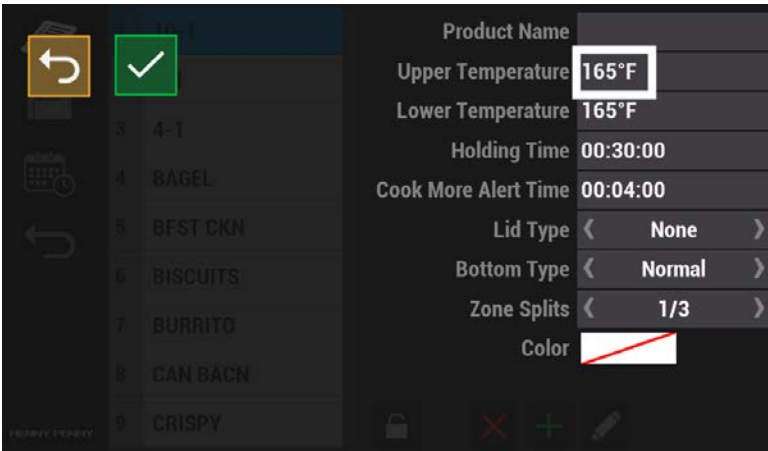 1 10-1
Product Name
Upper Temperature 165°F
Lower Temperature 165°F
3 4-1
Holding Time 00:30:00
4 BAGEL
Cook More Alert Time 00:04:00
5 BFST CKN
Lid Type None
6 BISCUITS
Bottom Type Normal
Zone Splits 1/3
7 BURRITO
Color
8 CAN BACN
9 CRISPY
HENNY PENNY